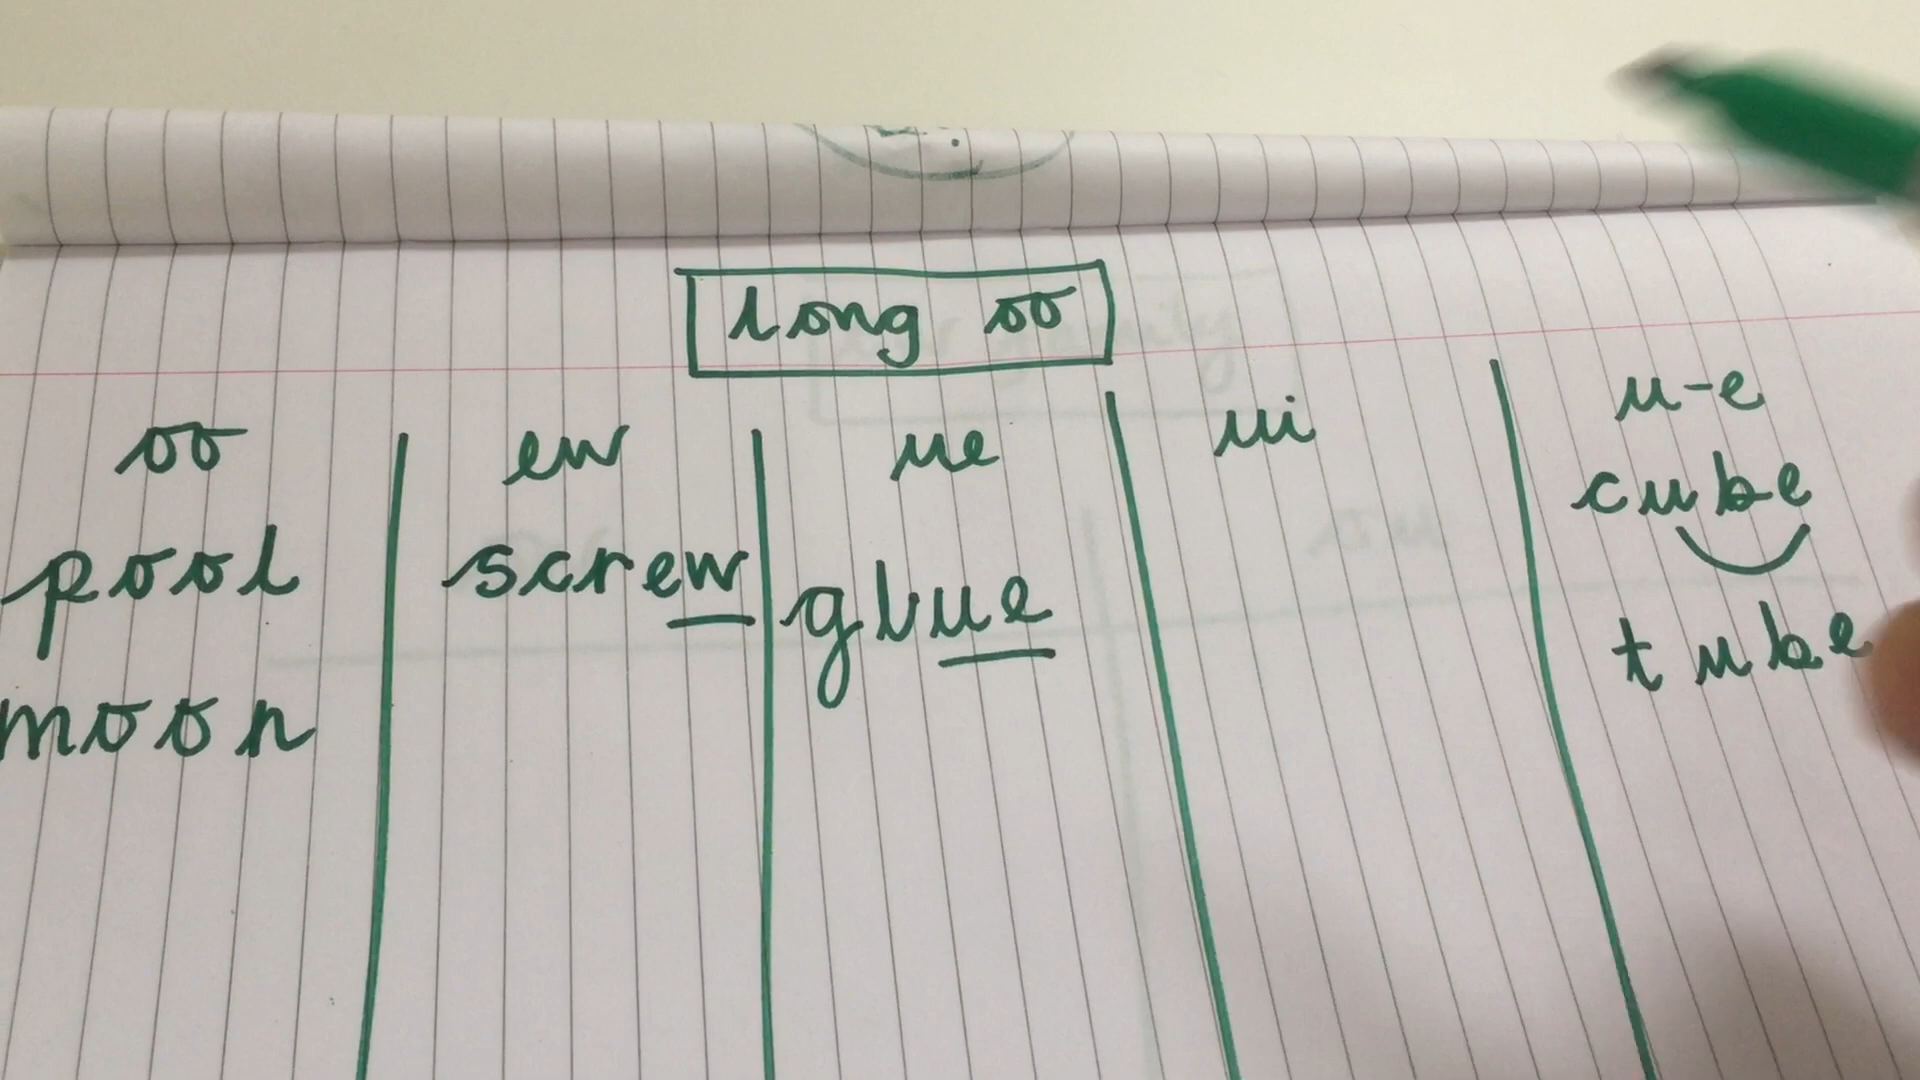 long oo
oo ew ue ui u-e
cube
pool screw glue
tube
moon